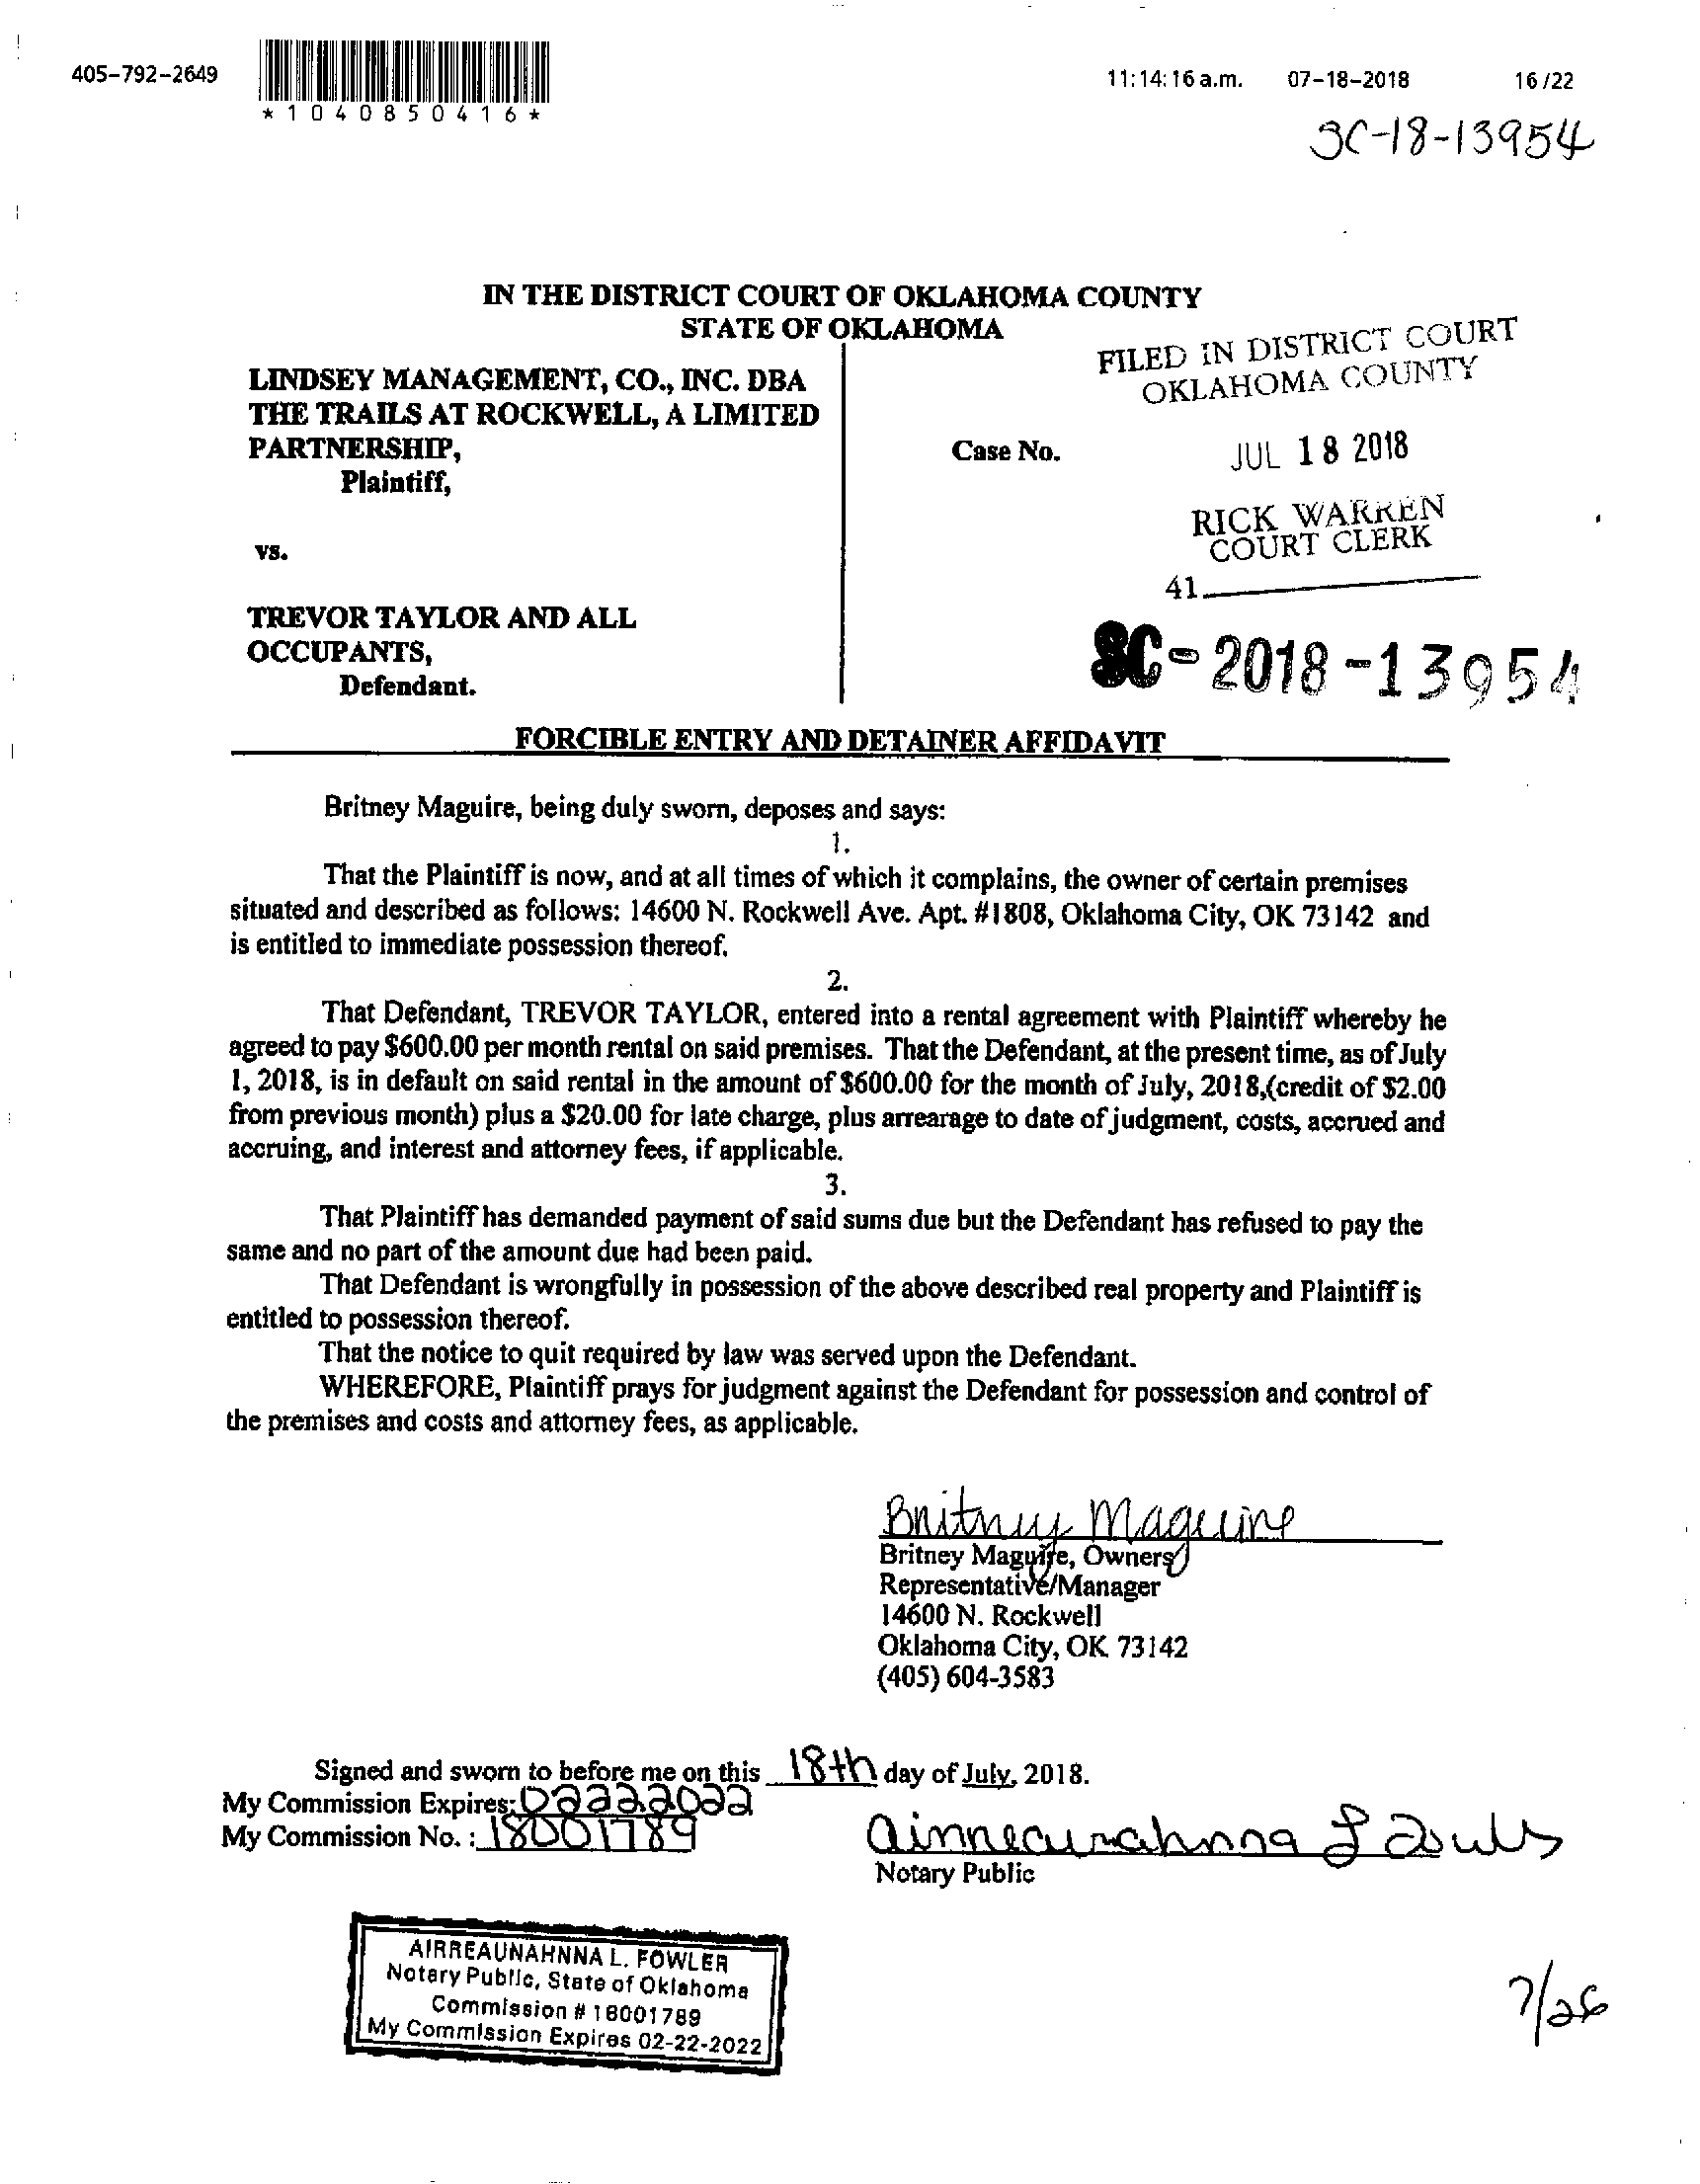 405-792-2649
*1040850416*
11:14:16 a.m. 07-18-2018 16/22
SC-18-13954
IN THE DISTRICT COURT OF OKLAHOMA COUNTY
STATE OF OKLAHOMA
FILED IN DISTRICT COURT
OKLAHOMA COUNTY
LINDSEY MANAGEMENT, CO., INC. DBA
THE TRAILS AT ROCKWELL, A LIMITED
PARTNERSHIP,
Plaintiff,
Case No.
JUL 18 2018
RICK WARREN
COURT CLERK
41
vs.
TREVOR TAYLOR AND ALL
OCCUPANTS,
Defendant.
SC-2018-13954
FORCIBLE ENTRY AND DETAINER AFFIDAVIT
Britney Maguire, being duly sworn, deposes and says:
1.
That the Plaintiff is now, and at all times of which it complains, the owner of certain premises
situated and described as follows: 14600 N. Rockwell Ave. Apt. #1808, Oklahoma City, OK 73142 and
is entitled to immediate possession thereof.
2.
That Defendant, TREVOR TAYLOR, entered into a rental agreement with Plaintiff whereby he
agreed to pay $600.00 per month rental on said premises. That the Defendant, at the present time, as of July
1, 2018, is in default on said rental in the amount of $600.00 for the month of July, 2018,(credit of $2.00
from previous month) plus a $20.00 for late charge, plus arrearage to date of judgment, costs, accrued and
accruing, and interest and attorney fees, if applicable.
3.
That Plaintiff has demanded payment of said sums due but the Defendant has refused to pay the
same and no part of the amount due had been paid.
That Defendant is wrongfully in possession of the above described real property and Plaintiff is
entitled to possession thereof.
That the notice to quit required by law was served upon the Defendant.
WHEREFORE, Plaintiff prays for judgment against the Defendant for possession and control of
the premises and costs and attorney fees, as applicable.
Britney Maguire
Britney Maguire, Owners
Representative/Manager
14600 N. Rockwell
Oklahoma City, OK 73142
(405) 604-3583
Signed and sworn to before me on this 18th day of July, 2018.
My Commission Expires: 02222022
My Commission No. : 18001789
Notary Public
AIRREAUNAHNNA L. FOWLER
Notary Public, State of Oklahoma
Commission # 18001789
My Commission Expires 02-22-2022
7/26